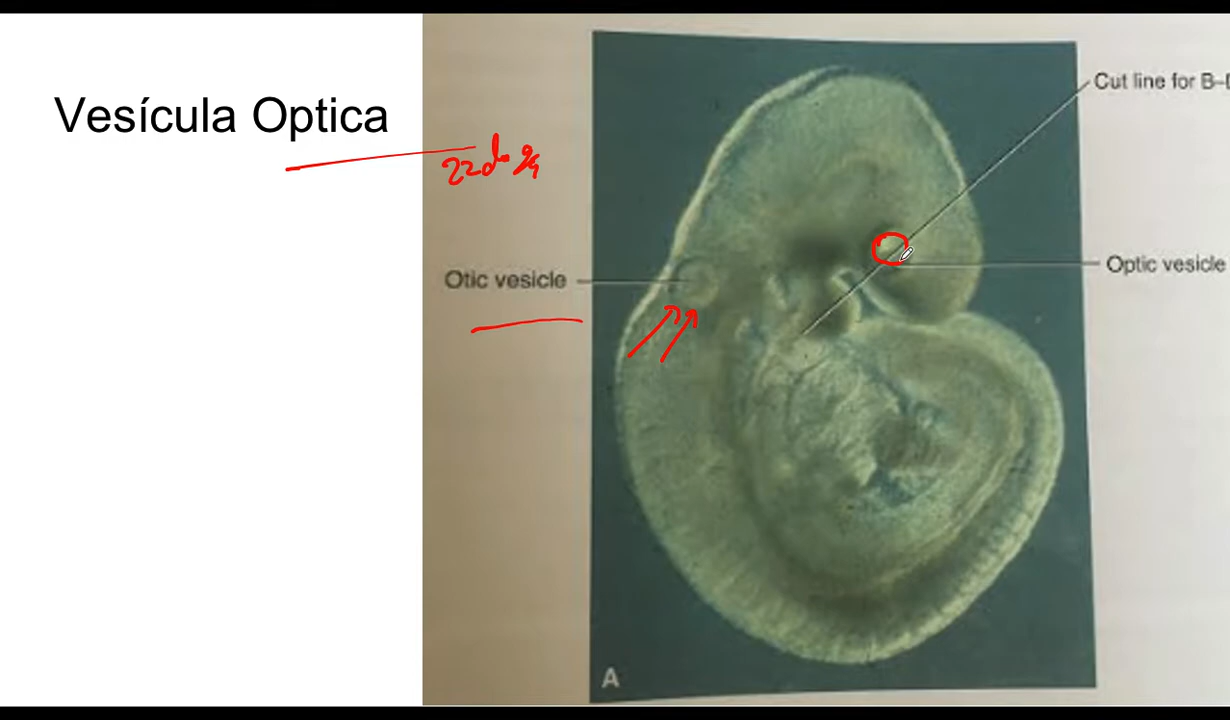 Vesícula Optica
Cut line for B–
Otic vesicle
Optic vesicle
A